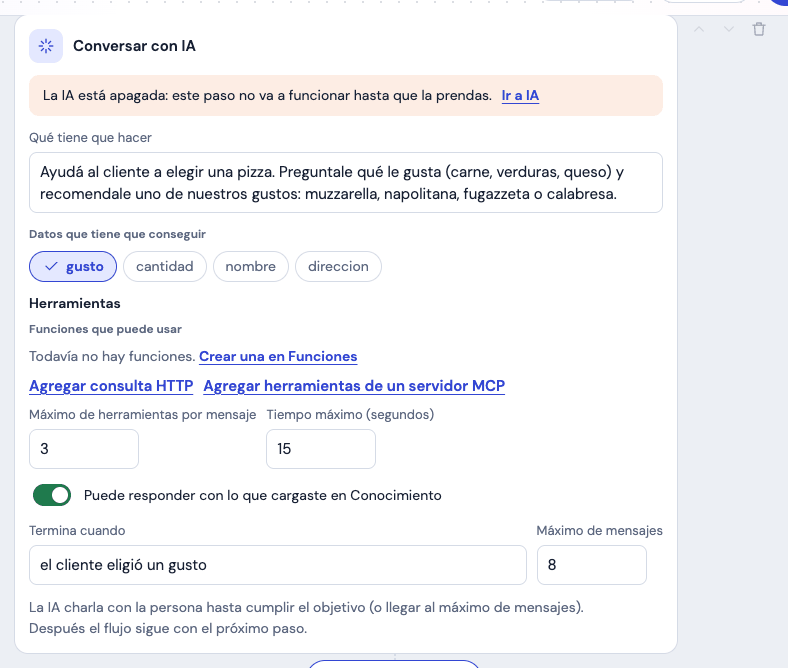 Conversar con IA
La IA está apagada: este paso no va a funcionar hasta que la prendas. Ir a IA
Qué tiene que hacer
Ayudá al cliente a elegir una pizza. Preguntale qué le gusta (carne, verduras, queso) y
recomendale uno de nuestros gustos: muzzarella, napolitana, fugazzeta o calabresa.
Datos que tiene que conseguir
gusto cantidad nombre direccion
Herramientas
Funciones que puede usar
Todavía no hay funciones. Crear una en Funciones
Agregar consulta HTTP Agregar herramientas de un servidor MCP
Máximo de herramientas por mensaje Tiempo máximo (segundos)
3 15
Puede responder con lo que cargaste en Conocimiento
Termina cuando Máximo de mensajes
el cliente eligió un gusto 8
La IA charla con la persona hasta cumplir el objetivo (o llegar al máximo de mensajes).
Después el flujo sigue con el próximo paso.